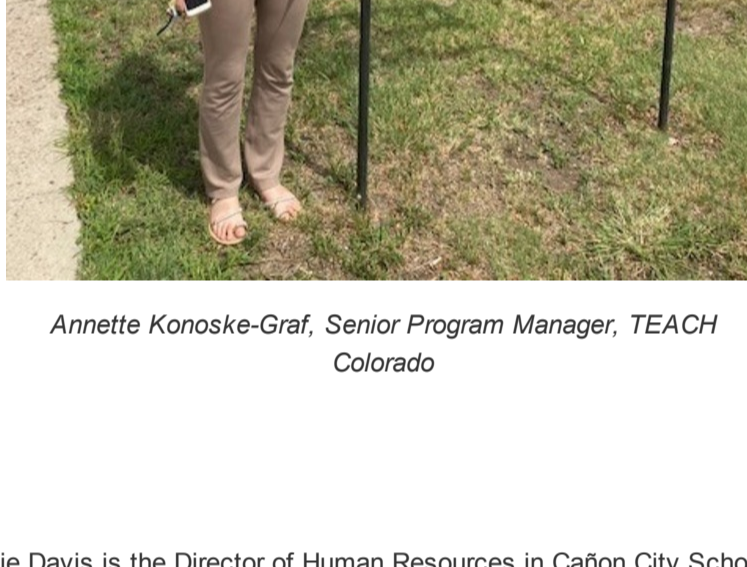 Annette Konoske-Graf, Senior Program Manager, TEACH
Colorado
ie Davis is the Director of Human Resources in Cañon City Scho